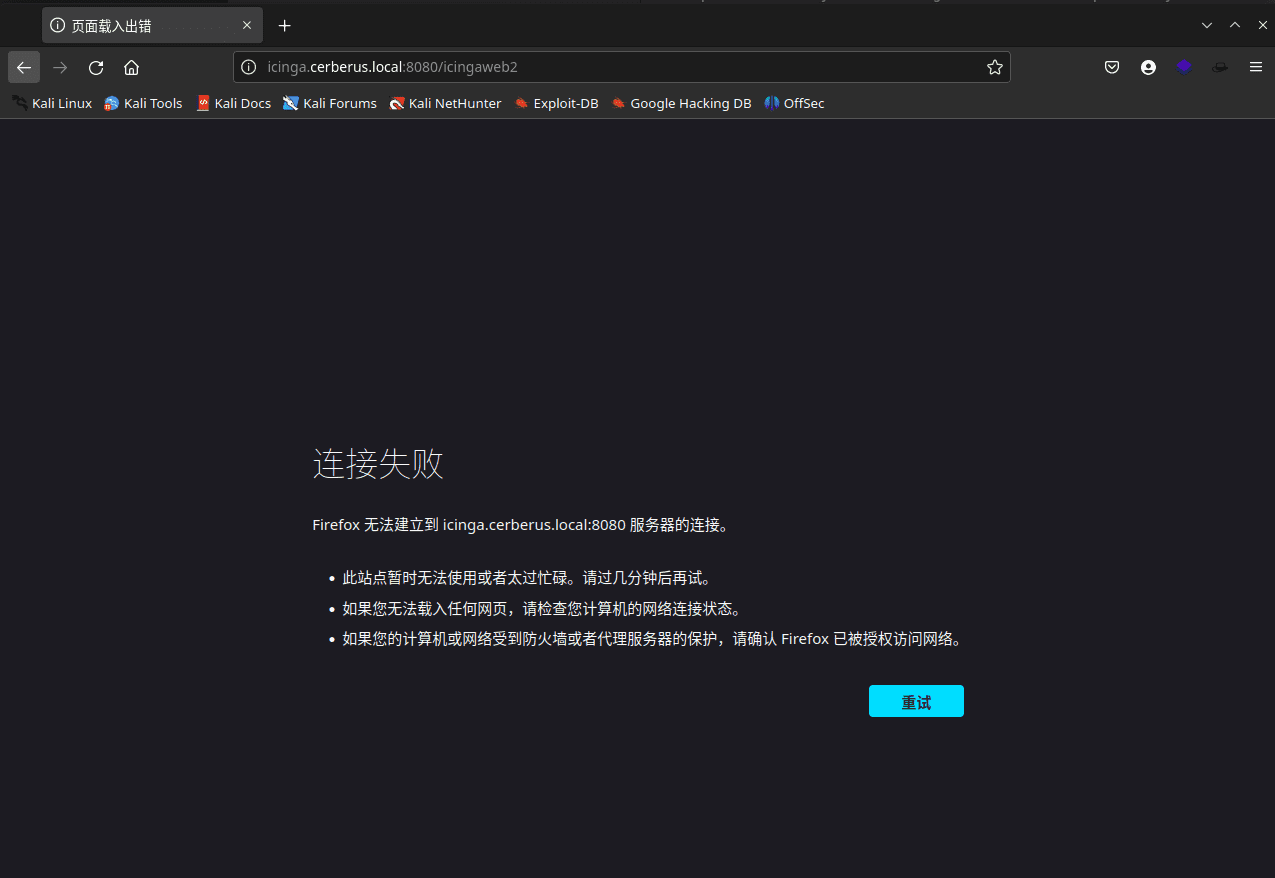 页面载入出错
icinga.cerberus.local:8080/icingaweb2
Kali Linux Kali Tools Kali Docs Kali Forums Kali NetHunter Exploit-DB Google Hacking DB OffSec
连接失败
Firefox 无法建立到 icinga.cerberus.local:8080 服务器的连接。
此站点暂时无法使用或者太过忙碌。请过几分钟后再试。
如果您无法载入任何网页，请检查您计算机的网络连接状态。
如果您的计算机或网络受到防火墙或者代理服务器的保护，请确认 Firefox 已被授权访问网络。
重试